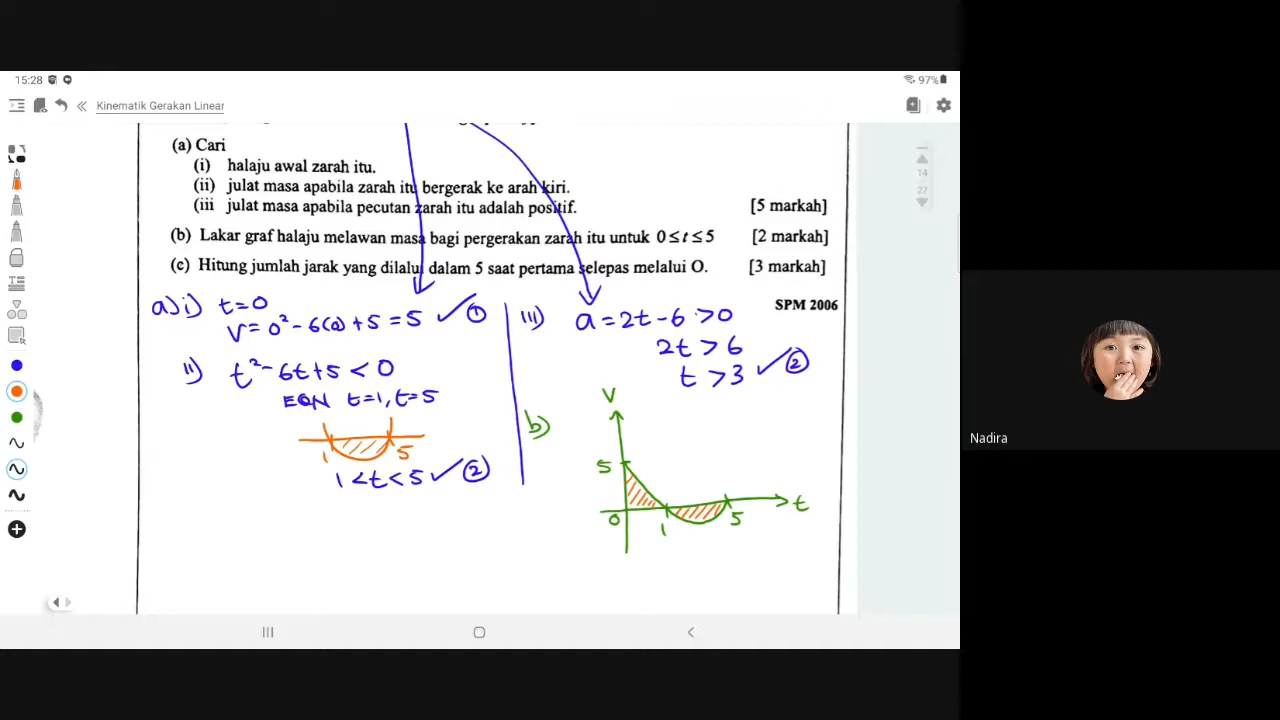 15:28
97%
Kinematik Gerakan Linear
14
27
(a) Cari
(i) halaju awal zarah itu.
(ii) julat masa apabila zarah itu bergerak ke arah kiri.
(iii julat masa apabila pecutan zarah itu adalah positif. [5 markah]
(b) Lakar graf halaju melawan masa bagi pergerakan zarah itu untuk 0 ≤ t ≤ 5 [2 markah]
(c) Hitung jumlah jarak yang dilalui dalam 5 saat pertama selepas melalui O. [3 markah]
SPM 2006
a) i) t=0
V = 0² - 6(0) + 5 = 5 ✓ ①
ii) t² - 6t + 5 < 0
EQN t=1, t=5
1 5
1 < t < 5 ✓ ②
iii) a = 2t - 6 > 0
2t > 6
t > 3 ✓ ②
b)
V
5
0 1 5 t
Nadira